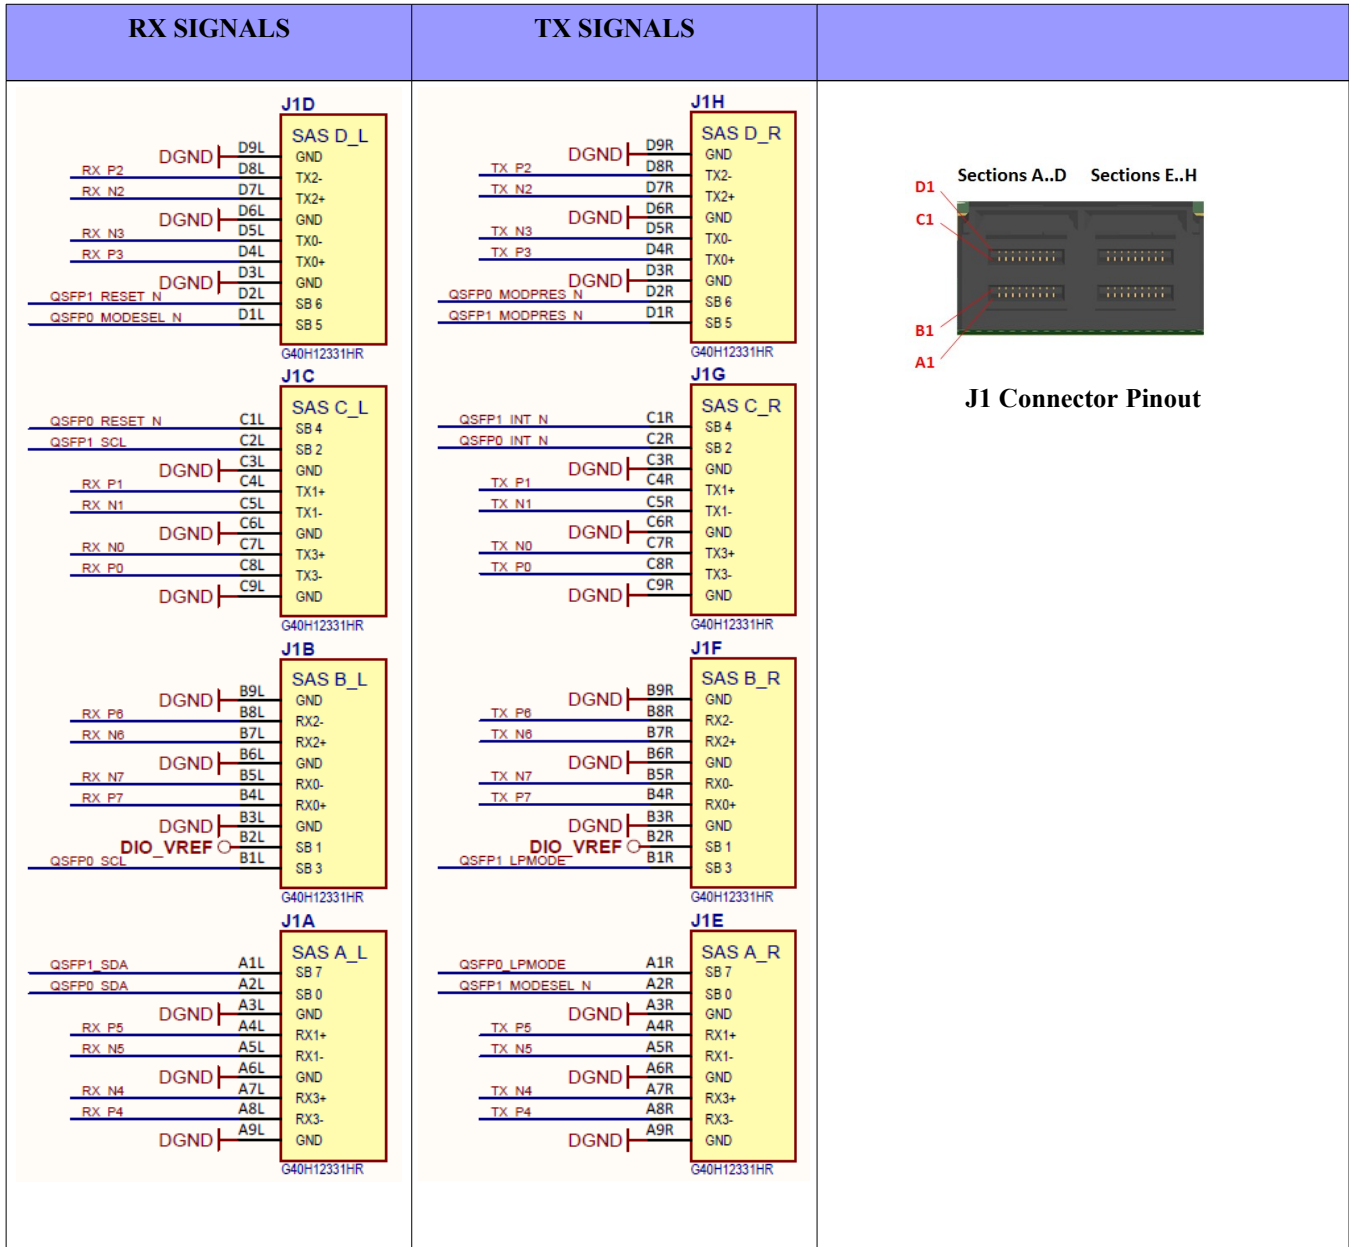 RX SIGNALS
TX SIGNALS
J1D
SAS D_L
DGND D9L GND
RX_P2 D8L TX2-
RX_N2 D7L TX2+
DGND D6L GND
RX_N3 D5L TX0-
RX_P3 D4L TX0+
DGND D3L GND
QSFP1_RESET_N D2L SB 6
QSFP0_MODESEL_N D1L SB 5
G40H12331HR
J1C
SAS C_L
QSFP0_RESET_N C1L SB 4
QSFP1_SCL C2L SB 2
DGND C3L GND
RX_P1 C4L TX1+
RX_N1 C5L TX1-
DGND C6L GND
RX_N0 C7L TX3+
RX_P0 C8L TX3-
DGND C9L GND
G40H12331HR
J1B
SAS B_L
DGND B9L GND
RX_P6 B8L RX2-
RX_N6 B7L RX2+
DGND B6L GND
RX_N7 B5L RX0-
RX_P7 B4L RX0+
DGND B3L GND
DIO_VREF B2L SB 1
QSFP0_SCL B1L SB 3
G40H12331HR
J1A
SAS A_L
QSFP1_SDA A1L SB 7
QSFP0_SDA A2L SB 0
DGND A3L GND
RX_P5 A4L RX1+
RX_N5 A5L RX1-
DGND A6L GND
RX_N4 A7L RX3+
RX_P4 A8L RX3-
DGND A9L GND
G40H12331HR
J1H
SAS D_R
DGND D9R GND
TX_P2 D8R TX2-
TX_N2 D7R TX2+
DGND D6R GND
TX_N3 D5R TX0-
TX_P3 D4R TX0+
DGND D3R GND
QSFP0_MODPRES_N D2R SB 6
QSFP1_MODPRES_N D1R SB 5
G40H12331HR
J1G
SAS C_R
QSFP1_INT_N C1R SB 4
QSFP0_INT_N C2R SB 2
DGND C3R GND
TX_P1 C4R TX1+
TX_N1 C5R TX1-
DGND C6R GND
TX_N0 C7R TX3+
TX_P0 C8R TX3-
DGND C9R GND
G40H12331HR
J1F
SAS B_R
DGND B9R GND
TX_P6 B8R RX2-
TX_N6 B7R RX2+
DGND B6R GND
TX_N7 B5R RX0-
TX_P7 B4R RX0+
DGND B3R GND
DIO_VREF B2R SB 1
QSFP1_LPMODE B1R SB 3
G40H12331HR
J1E
SAS A_R
QSFP0_LPMODE A1R SB 7
QSFP1_MODESEL_N A2R SB 0
DGND A3R GND
TX_P5 A4R RX1+
TX_N5 A5R RX1-
DGND A6R GND
TX_N4 A7R RX3+
TX_P4 A8R RX3-
DGND A9R GND
G40H12331HR
Sections A..D Sections E..H
D1
C1
B1
A1
J1 Connector Pinout